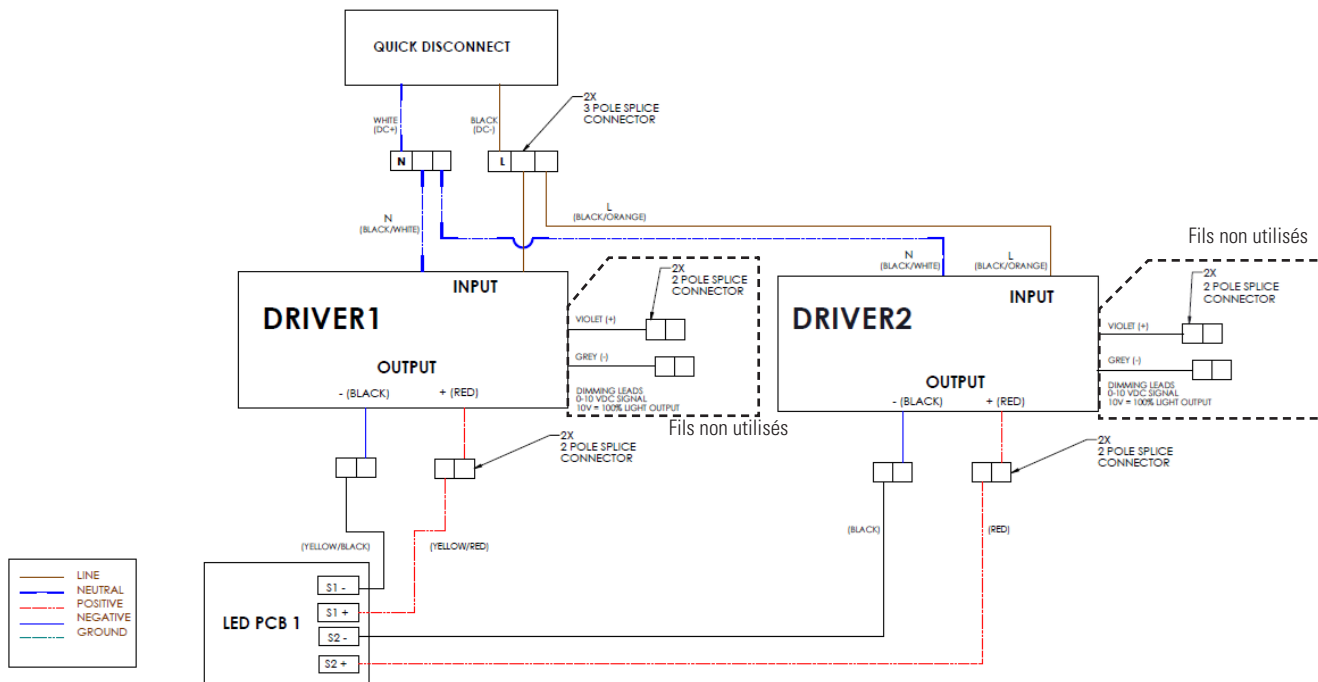 QUICK DISCONNECT
WHITE
(DC+)
BLACK
(DC-)
2X
3 POLE SPLICE
CONNECTOR
N
L
N
(BLACK/WHITE)
L
(BLACK/ORANGE)
N
(BLACK/WHITE)
L
(BLACK/ORANGE)
Fils non utilisés
INPUT
DRIVER1
OUTPUT
- (BLACK)
+ (RED)
2X
2 POLE SPLICE
CONNECTOR
VIOLET (+)
GREY (-)
DIMMING LEADS
0-10 VDC SIGNAL
10V = 100% LIGHT OUTPUT
Fils non utilisés
INPUT
DRIVER2
OUTPUT
- (BLACK)
+ (RED)
2X
2 POLE SPLICE
CONNECTOR
VIOLET (+)
GREY (-)
DIMMING LEADS
0-10 VDC SIGNAL
10V = 100% LIGHT OUTPUT
2X
2 POLE SPLICE
CONNECTOR
2X
2 POLE SPLICE
CONNECTOR
(YELLOW/BLACK)
(YELLOW/RED)
(BLACK)
(RED)
LINE
NEUTRAL
POSITIVE
NEGATIVE
GROUND
LED PCB 1
S1 -
S1 +
S2 -
S2 +